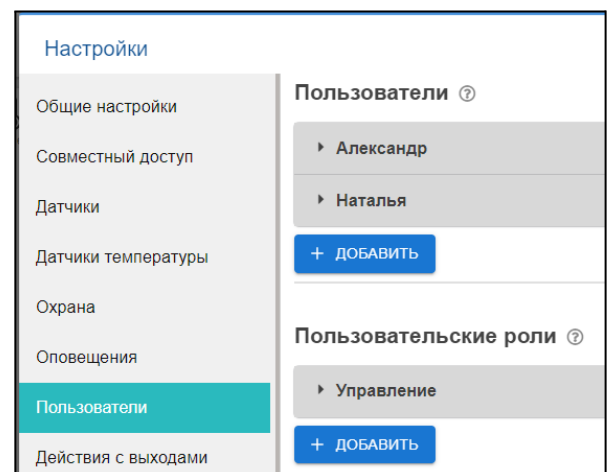 Настройки
Общие настройки
Совместный доступ
Датчики
Датчики температуры
Охрана
Оповещения
Пользователи
Действия с выходами
Пользователи ?
Александр
Наталья
+ ДОБАВИТЬ
Пользовательские роли ?
Управление
+ ДОБАВИТЬ